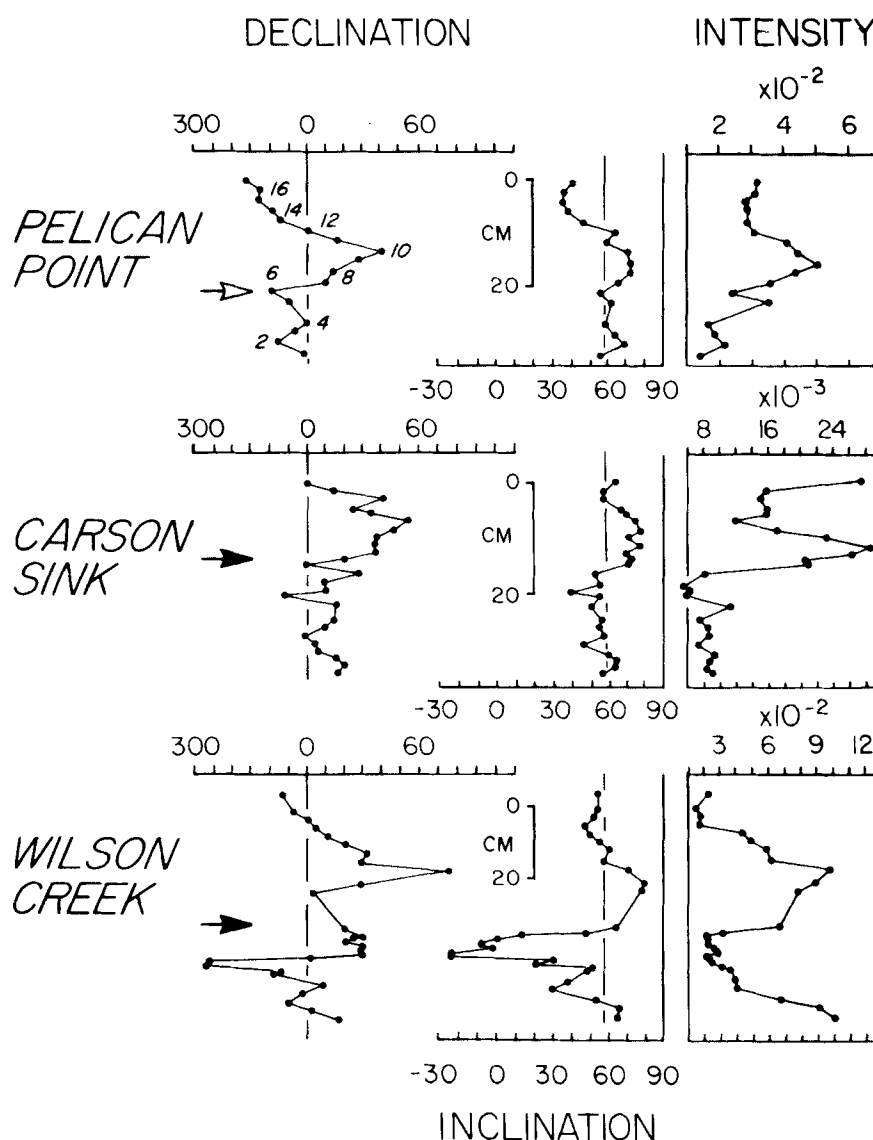 DECLINATION INTENSITY
x10-2
300 0 60 2 4 6
PELICAN
POINT
16
14
12
10
8
6
4
2
0
CM
20
-30 0 30 60 90
x10-3
300 0 60 8 16 24
CARSON
SINK
0
CM
20
-30 0 30 60 90
x10-2
300 0 60 3 6 9 12
WILSON
CREEK
0
CM
20
-30 0 30 60 90
INCLINATION